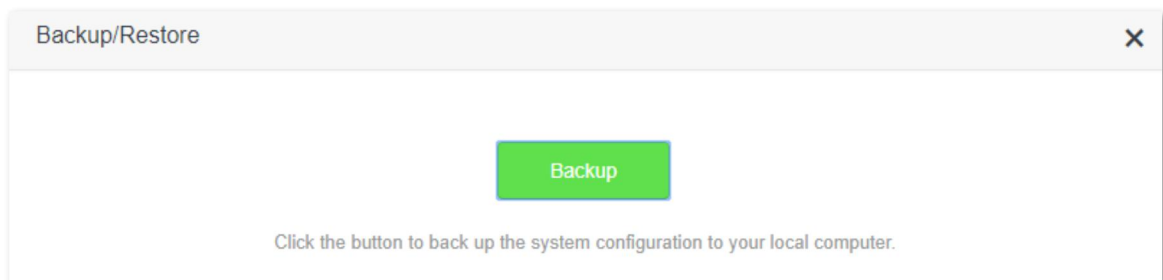 Backup/Restore
Backup
Click the button to back up the system configuration to your local computer.